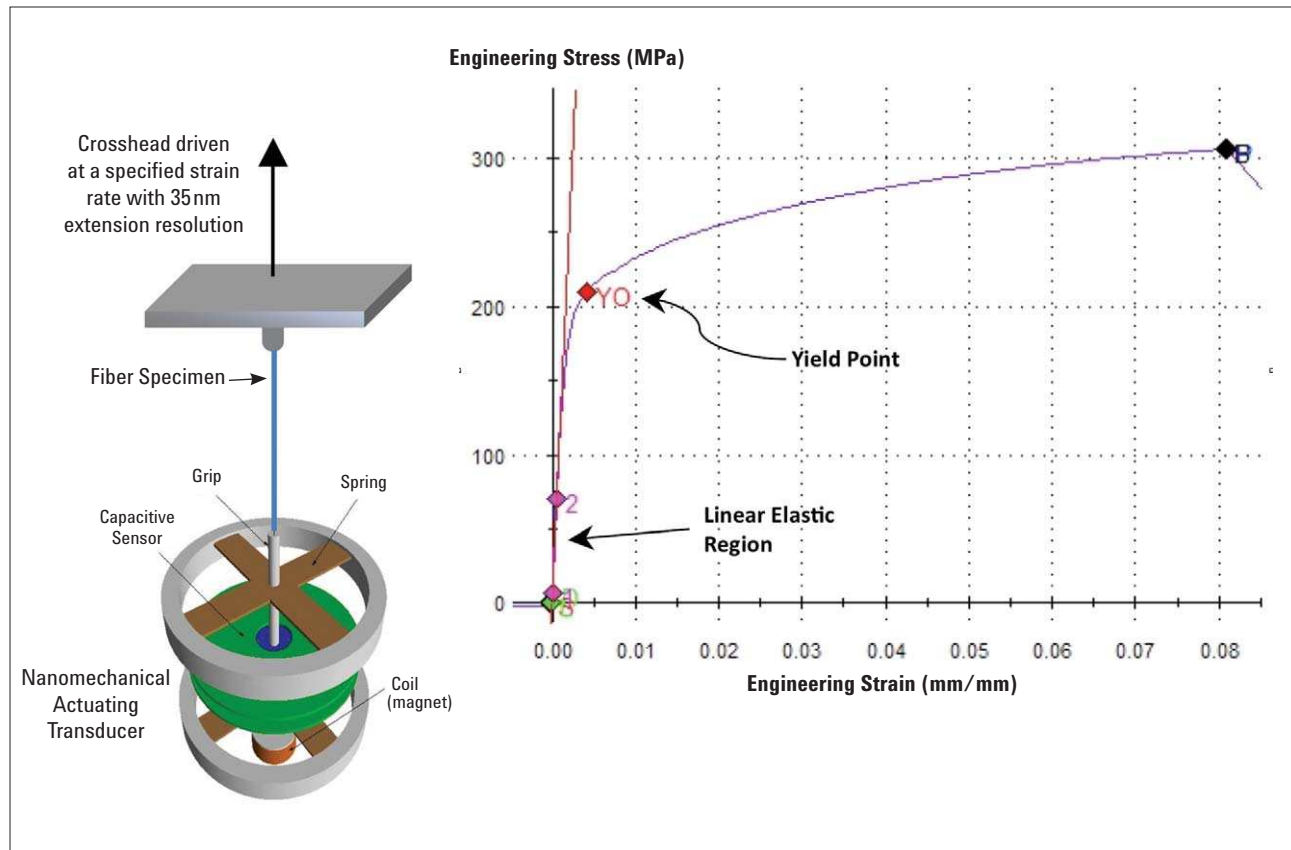 Crosshead driven
at a specified strain
rate with 35nm
extension resolution
Fiber Specimen
Grip
Spring
Capacitive
Sensor
Nanomechanical
Actuating
Transducer
Coil
(magnet)
Engineering Stress (MPa)
300
200
100
0
YO
Yield Point
2
Linear Elastic
Region
0.00 0.01 0.02 0.03 0.04 0.05 0.06 0.07 0.08
Engineering Strain (mm/mm)